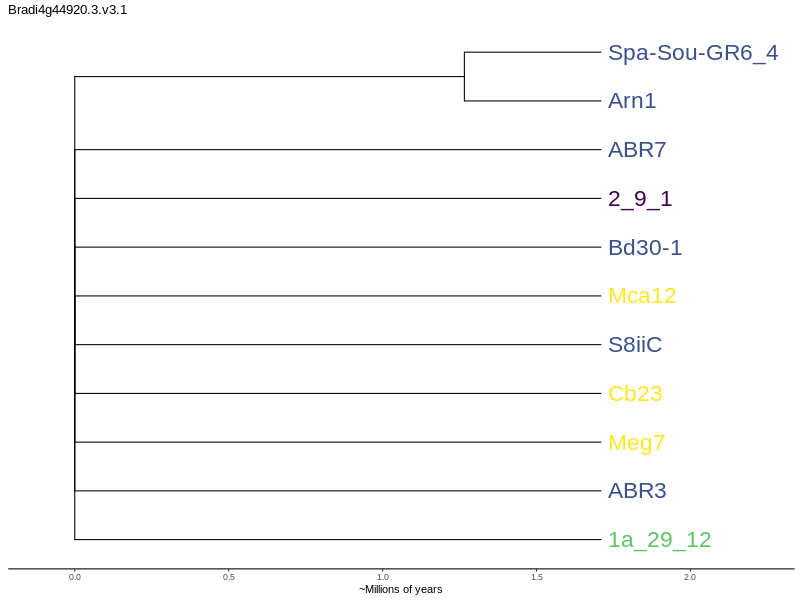 Bradi4g44920.3.v3.1
Spa-Sou-GR6_4
Arn1
ABR7
2_9_1
Bd30-1
Mca12
S8iiC
Cb23
Meg7
ABR3
1a_29_12
0.0 0.5 1.0 1.5 2.0
~Millions of years